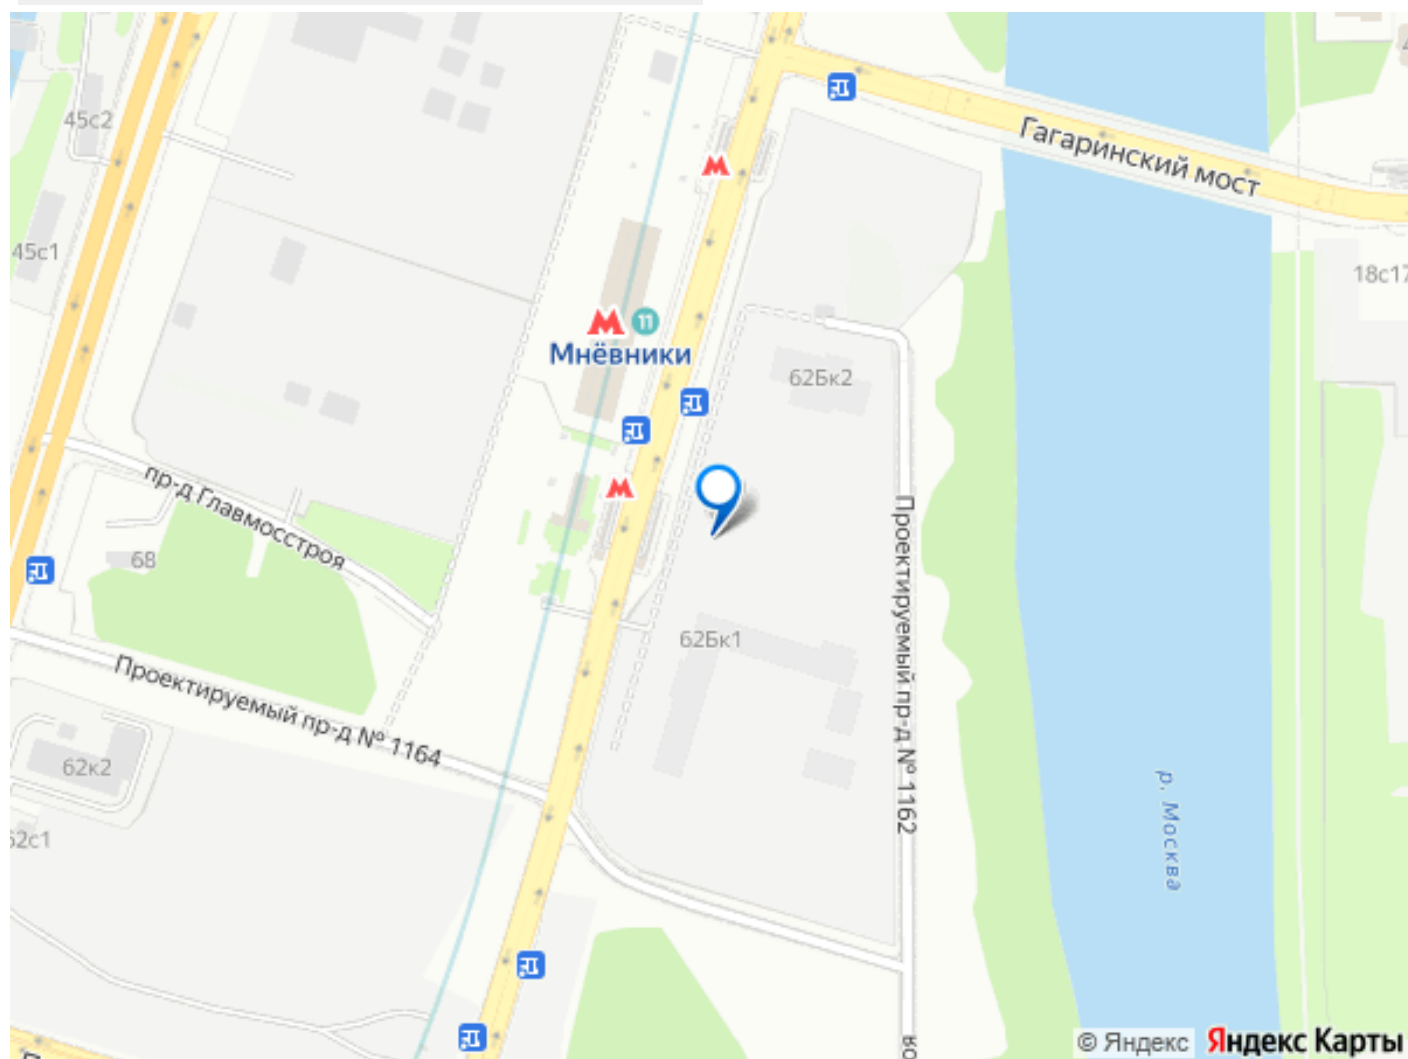 45с2
Гагаринский мост
45с1
18с17
11
Мнёвники
62Бк2
пр-д Главмосстроя
68
Проектируемый пр-д № 1162
62Бк1
Проектируемый пр-д № 1164
62к2
62с1
р. Москва
© Яндекс Яндекс Карты